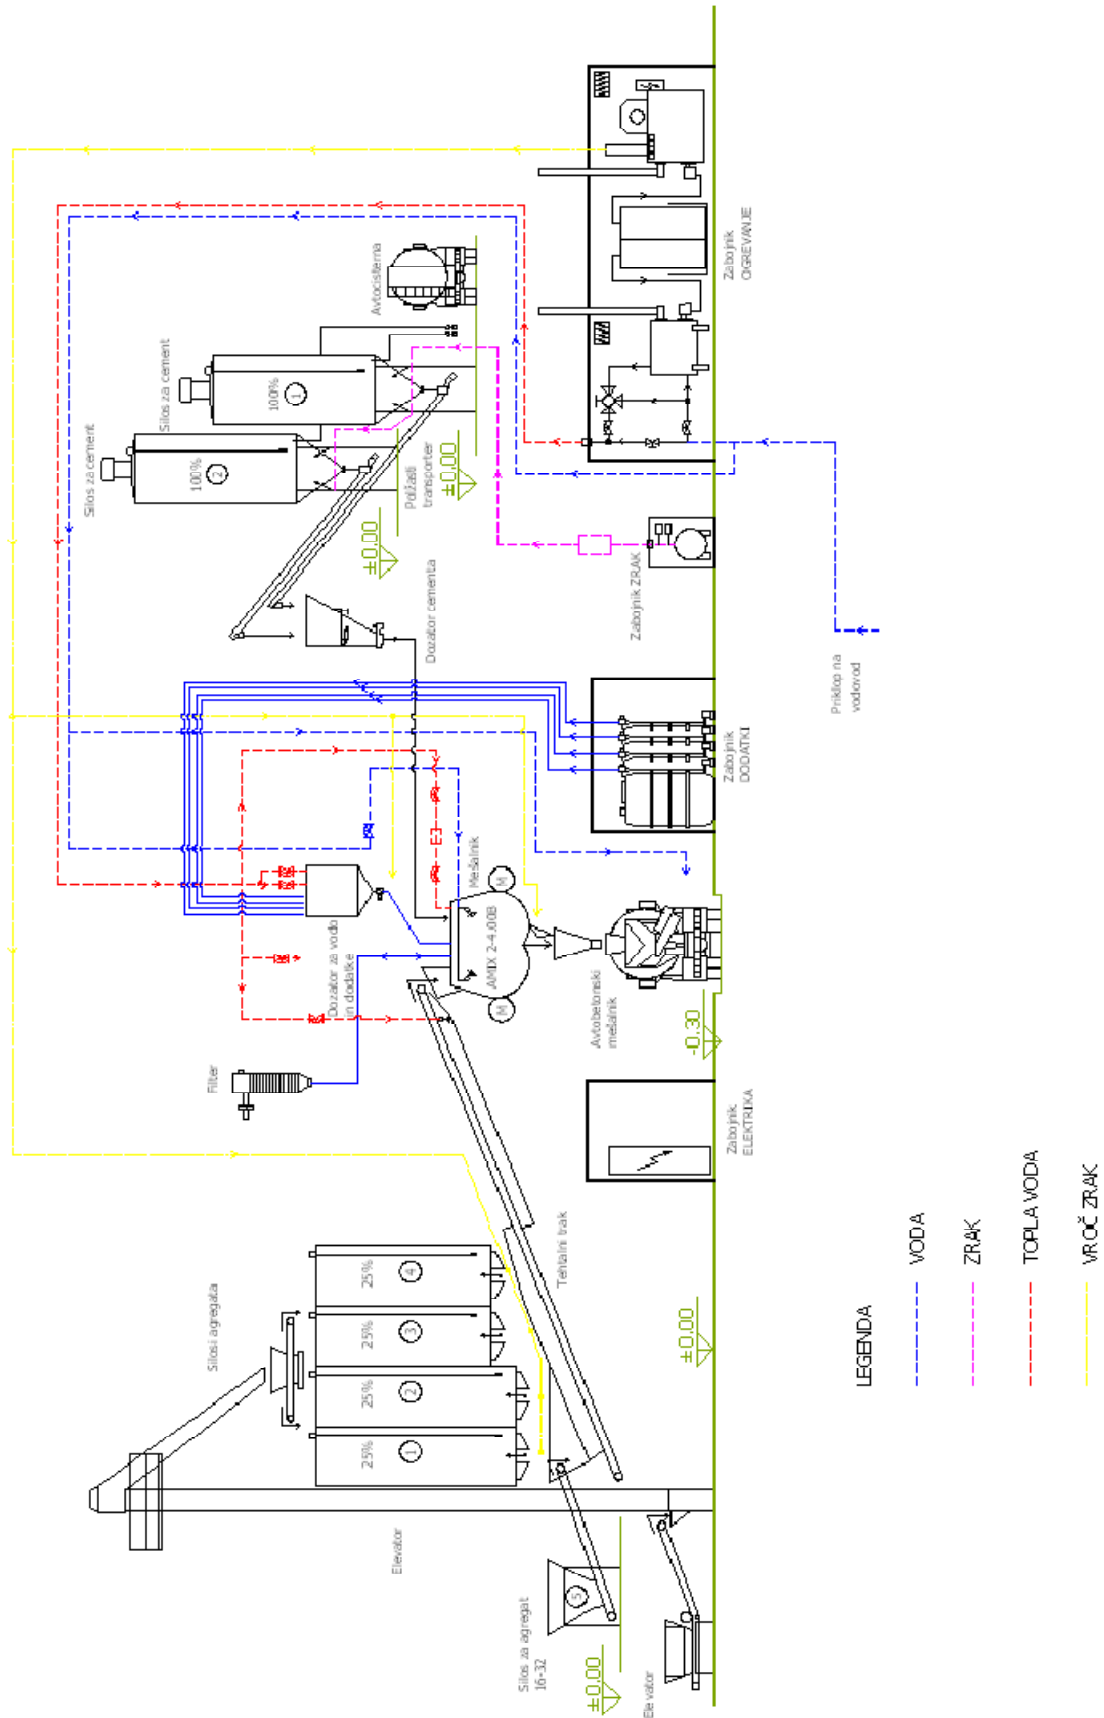 Silosi agregata
25%
25%
25%
25%
1
2
3
4
Elevator
Silos za agregat
16-32
5
±0.00
Elevator
Tehtalni trak
±0.00
Filter
Zabojnik
ELEKTRIKA
Dozator za vodo
in dodatke
Mešalnik
AMIX 2-4.00B
M
M
Avtobetonski
mešalnik
-0.30
Zabojnik
DODATKI
Dozator cementa
Silos za cement
100%
2
Silos za cement
100%
1
Polžasti
transporter
±0.00
±0.00
Avtocisterna
Zabojnik ZRAK
Zabojnik
OGREVANJE
Priklop na
vodovod
LEGENDA
VODA
ZRAK
TOPLA VODA
VROČ ZRAK